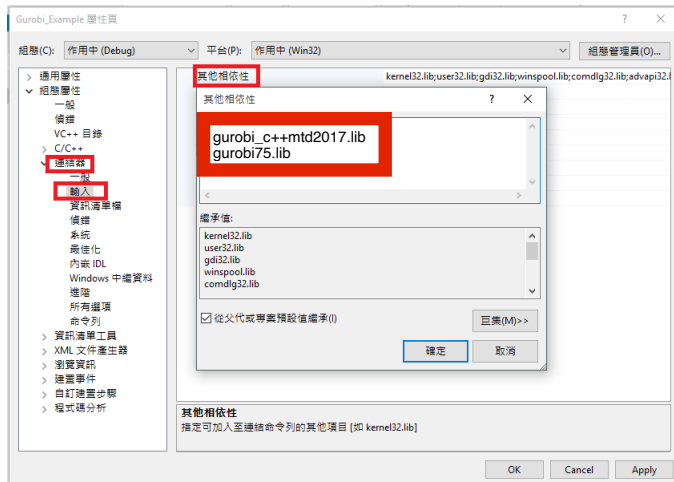 Gurobi_Example 屬性頁
? ×
組態(C): 作用中 (Debug) 平台(P): 作用中 (Win32) 組態管理員(O)...
> 通用屬性
組態屬性
一般
偵錯
VC++ 目錄
> C/C++
連結器
一般
輸入
資訊清單檔
偵錯
系統
最佳化
內嵌 IDL
Windows 中繼資料
進階
所有選項
命令列
> 資訊清單工具
> XML 文件產生器
> 瀏覽資訊
> 建置事件
> 自訂建置步驟
> 程式碼分析
其他相依性 kernel32.lib;user32.lib;gdi32.lib;winspool.lib;comdlg32.lib;advapi32.l
其他相依性 ? ×
gurobi_c++mtd2017.lib
gurobi75.lib
繼承值:
kernel32.lib
user32.lib
gdi32.lib
winspool.lib
comdlg32.lib
從父代或專案預設值繼承(I) 巨集(M)>>
確定 取消
其他相依性
指定可加入至連結命令列的其他項目 [如 kernel32.lib]
OK Cancel Apply